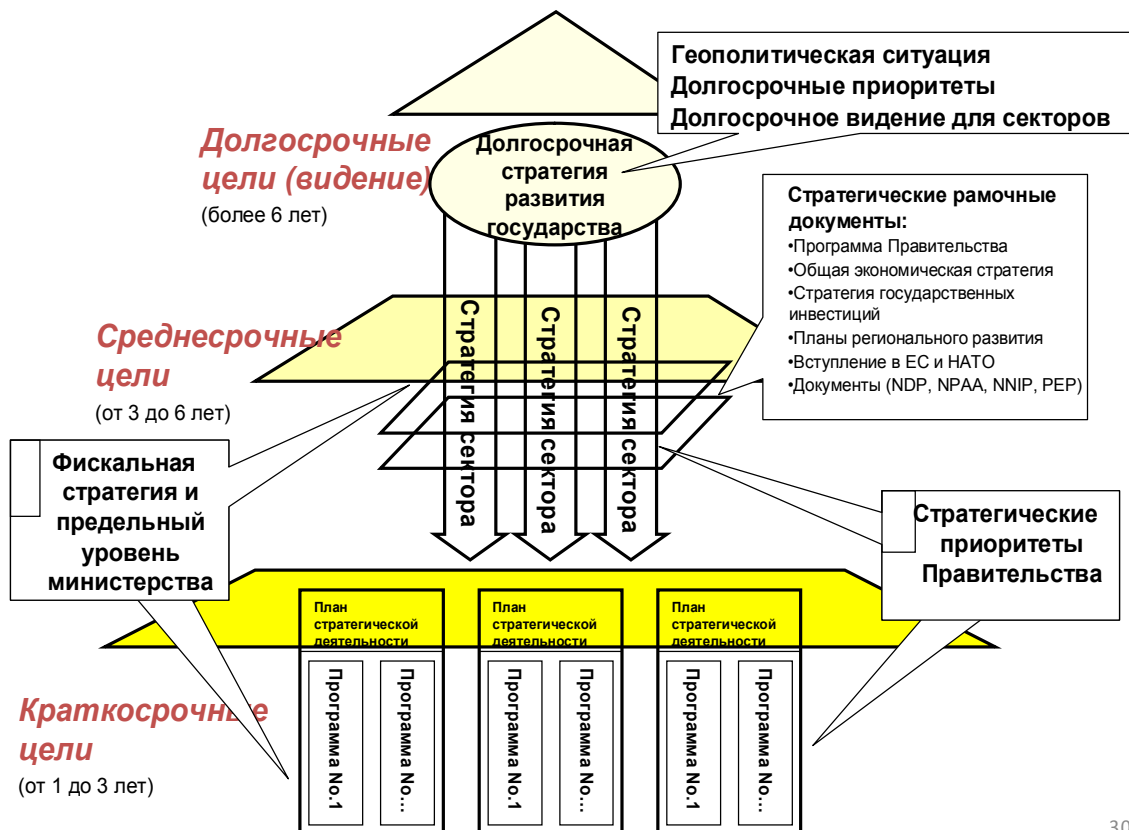 Геополитическая ситуация
Долгосрочные приоритеты
Долгосрочное видение для секторов
Долгосрочные
цели (видение)
(более 6 лет)
Долгосрочная
стратегия
развития
государства
Стратегические рамочные
документы:
•Программа Правительства
•Общая экономическая стратегия
•Стратегия государственных
инвестиций
•Планы регионального развития
•Вступление в ЕС и НАТО
•Документы (NDP, NPAA, NNIP, PEP)
Среднесрочные
цели
(от 3 до 6 лет)
Стратегия сектора
Стратегия сектора
Стратегия сектора
Фискальная
стратегия и
предельный
уровень
министерства
Стратегические
приоритеты
Правительства
План
стратегической
деятельности
План
стратегической
деятельности
План
стратегической
деятельности
Краткосрочные
цели
(от 1 до 3 лет)
Программа No.1
Программа No...
Программа No.1
Программа No...
Программа No.1
Программа No...
30